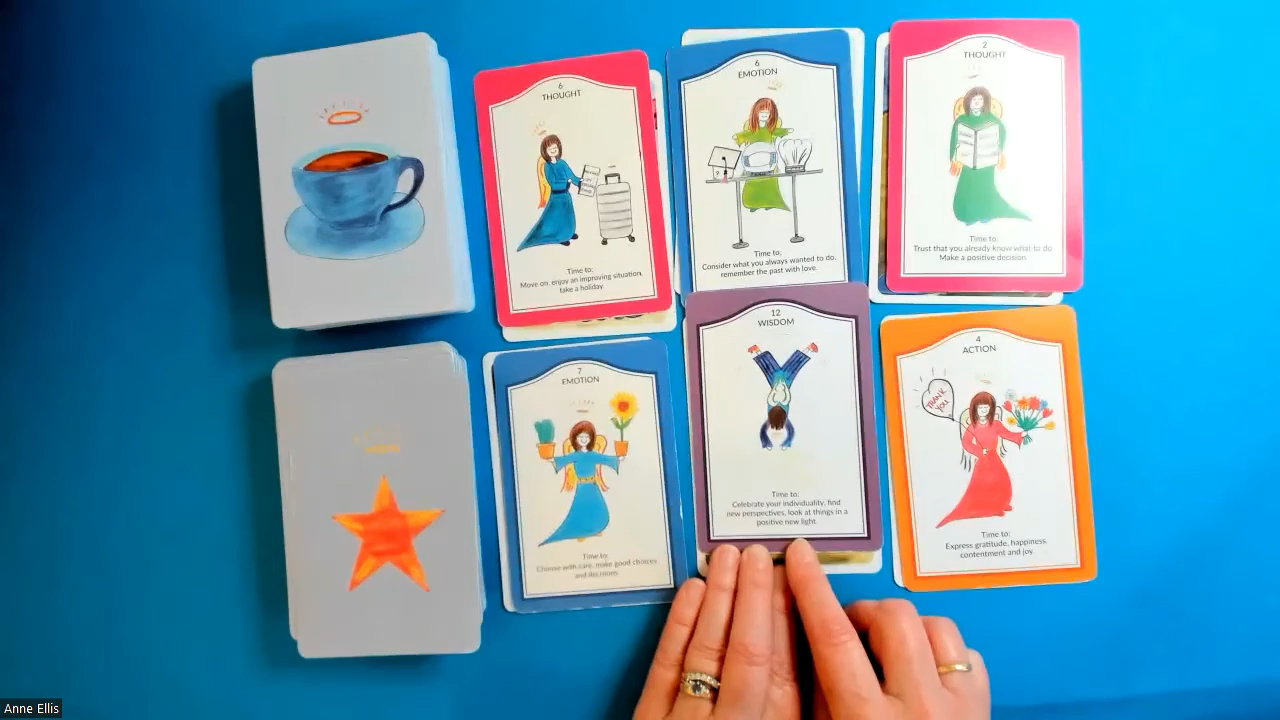 6
THOUGHT
Time to:
Move on, enjoy an improving situation,
take a holiday.
6
EMOTION
?
Time to:
Consider what you always wanted to do,
remember the past with love.
2
THOUGHT
Time to:
Trust that you already know what to do
Make a positive decision.
7
EMOTION
Time to:
Choose with care, make good choices
and decisions.
12
WISDOM
Time to:
Celebrate your individuality, find
new perspectives, look at things in a
positive new light.
4
ACTION
THANK
YOU
Time to:
Express gratitude, happiness,
contentment and joy.
Anne Ellis